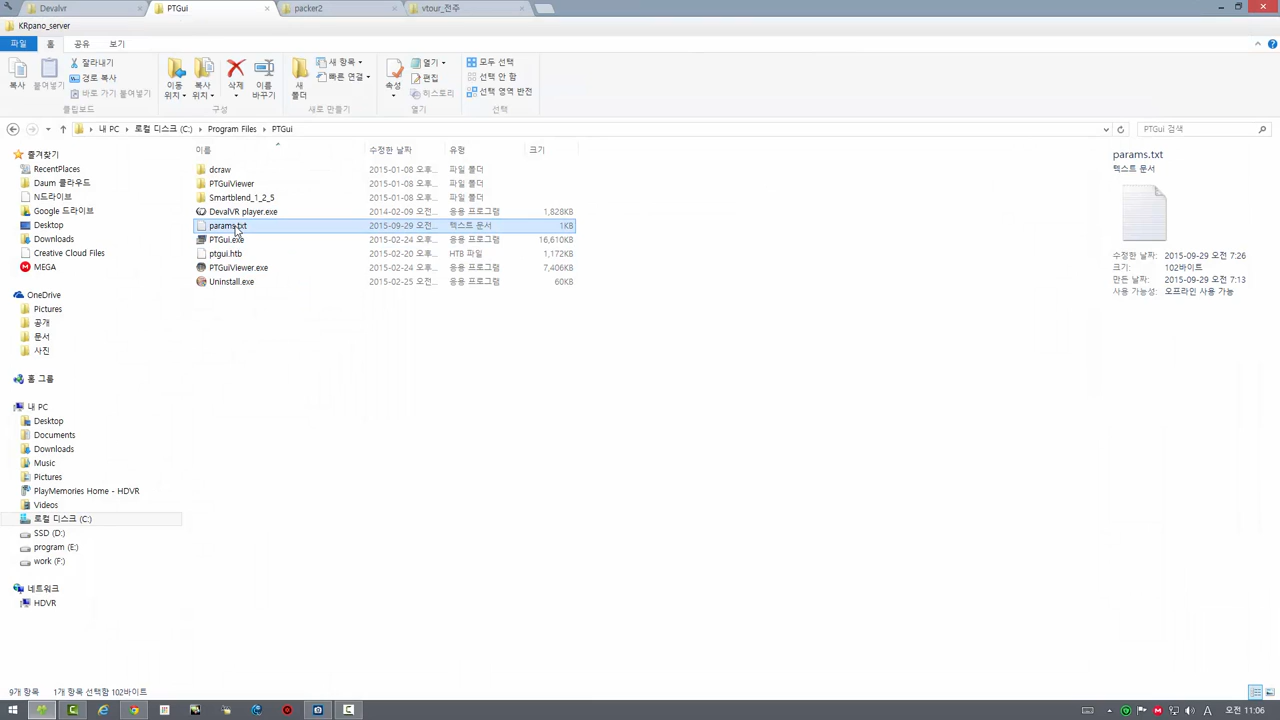 Devalvr
PTGui
packer2
vtour_전주
KRpano_server
파일 홈 공유 보기
복사
붙여넣기
잘라내기
경로 복사
바로 가기 붙여넣기
클립보드
이동 위치
복사 위치
삭제
이름 바꾸기
구성
새 폴더
새 항목
빠른 연결
새로 만들기
속성
열기
편집
히스토리
열기
모두 선택
선택 안 함
선택 영역 반전
선택
내 PC 로컬 디스크 (C:) Program Files PTGui
PTGui 검색
이름 수정한 날짜 유형 크기
dcraw 2015-01-08 오후... 파일 폴더
PTGuiViewer 2015-01-08 오후... 파일 폴더
Smartblend_1_2_5 2015-01-08 오후... 파일 폴더
DevalVR player.exe 2014-02-09 오전... 응용 프로그램 1,828KB
params.txt 2015-09-29 오전... 텍스트 문서 1KB
PTGui.exe 2015-02-24 오후... 응용 프로그램 16,610KB
ptgui.htb 2015-02-20 오후... HTB 파일 1,172KB
PTGuiViewer.exe 2015-02-24 오후... 응용 프로그램 7,406KB
Uninstall.exe 2015-02-25 오전... 응용 프로그램 60KB
즐겨찾기
RecentPlaces
Daum 클라우드
N드라이브
Google 드라이브
Desktop
Downloads
Creative Cloud Files
MEGA
OneDrive
Pictures
공개
문서
사진
홈 그룹
내 PC
Desktop
Documents
Downloads
Music
Pictures
PlayMemories Home - HDVR
Videos
로컬 디스크 (C:)
SSD (D:)
program (E:)
work (F:)
네트워크
HDVR
params.txt
텍스트 문서
수정한 날짜: 2015-09-29 오전 7:26
크기: 102바이트
만든 날짜: 2015-09-29 오전 7:13
사용 가능성: 오프라인 사용 가능
9개 항목 1개 항목 선택함 102바이트
A 오전 11:06